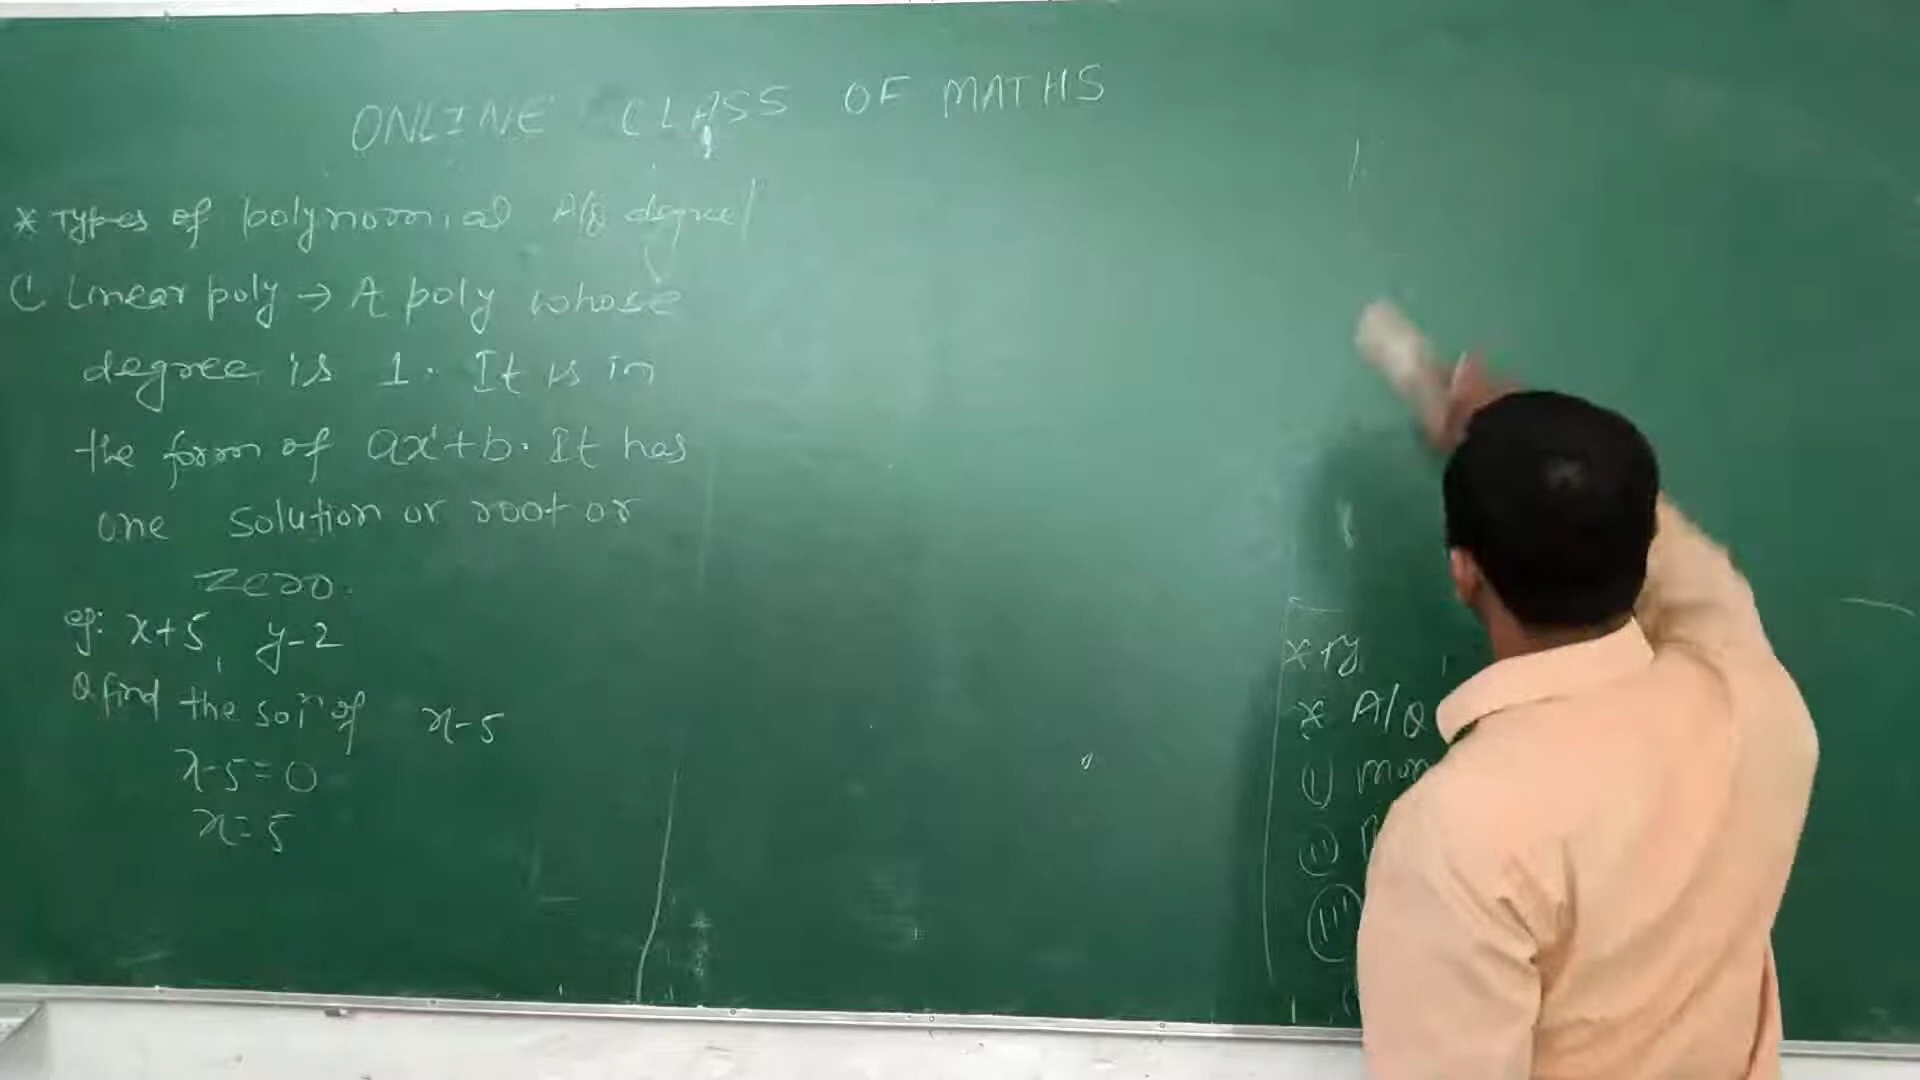 ONLINE CLASS OF MATHS
* Types of polynomial A/Q degree
( Linear poly → A poly whose
degree is 1. It is in
the form of ax¹+b. It has
one solution or root or
zero.
eg: x+5, y-2
Q find the solⁿ of x-5
x-5=0
x=5
* Ty
* A/Q
(I) Mon
(II)
(III)